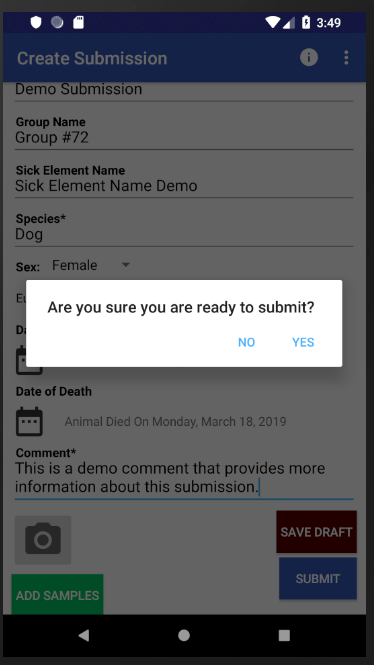 3:49
Create Submission
Demo Submission
Group Name
Group #72
Sick Element Name
Sick Element Name Demo
Species*
Dog
Sex: Female
Are you sure you are ready to submit?
NO YES
Date of Death
Animal Died On Monday, March 18, 2019
Comment*
This is a demo comment that provides more
information about this submission.
SAVE DRAFT
SUBMIT
ADD SAMPLES